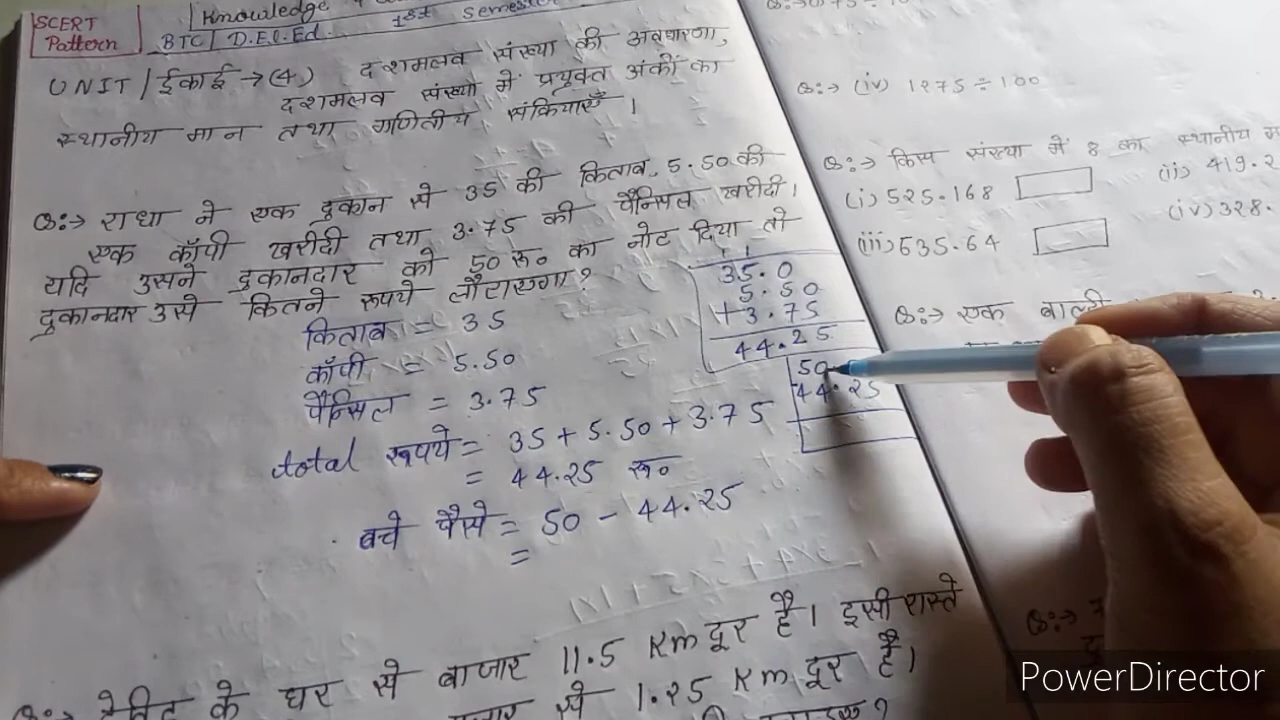 SCERT
Pattern
Knowledge
1st semester
BTC D.El.Ed.
UNIT/ईकाई → (4) दशमलव संख्या की अवधारणा,
दशमलव संख्या में प्रयुक्त अंकों का
स्थानीय मान तथा गणितीय संक्रियाएँ।
Q:→ राधा ने एक दुकान से 35 की किताब, 5.50 की
एक कॉपी खरीदी तथा 3.75 की पैन्सिल खरीदी।
यदि उसने दुकानदार को 50 रू० का नोट दिया तो
दुकानदार उसे कितने रूपये लौटाएगा?
किताब = 35
कॉपी = 5.50
पैन्सिल = 3.75
total रूपये = 35 + 5.50 + 3.75
= 44.25 रू०
बचे पैसे = 50 - 44.25
=
35.0
5.50
+3.75
44.25
50
44.25
के घर से बाजार 11.5 Km दूर है। इसी रास्ते
से 1.25 Km दूर है।
Q:→ (iv) 1275 ÷ 100
Q:→ किस संख्या में 8 का स्थानीय
(i) 525.168
(ii) 419.2
(iii) 535.64
(iv) 328.
Q:→ एक
Q:→
PowerDirector